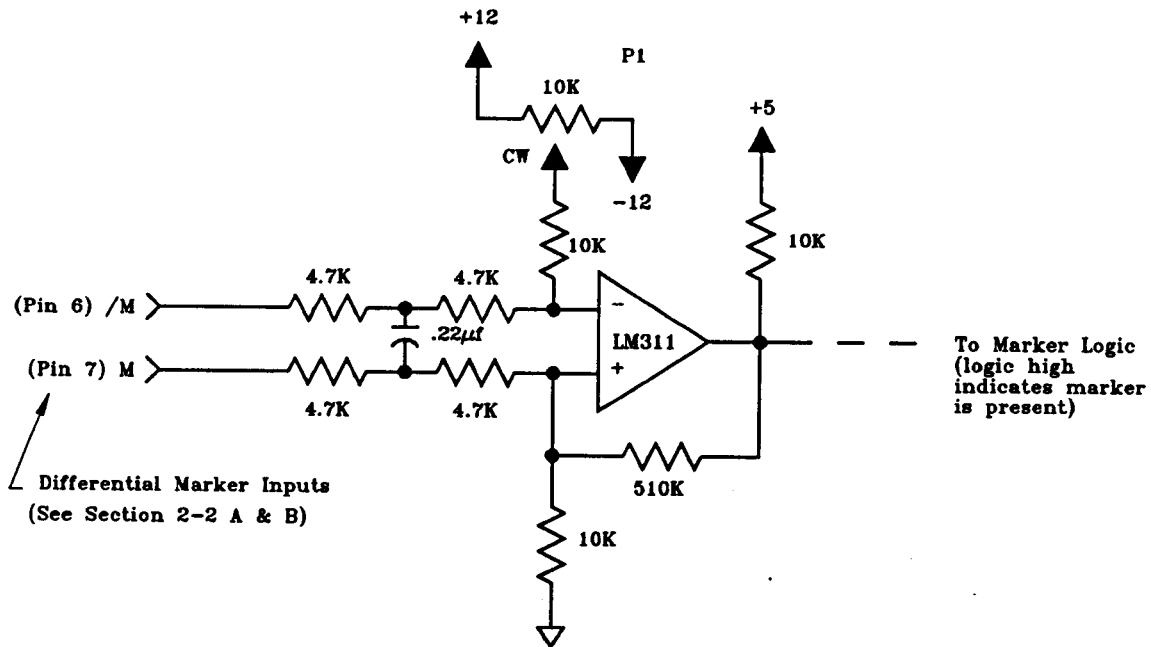 +12
P1
10K
+5
CW
-12
10K
10K
4.7K
4.7K
(Pin 6) /M
-
.22µf
LM311
(Pin 7) M
+
4.7K
4.7K
To Marker Logic
(logic high
indicates marker
is present)
510K
Differential Marker Inputs
(See Section 2-2 A & B)
10K